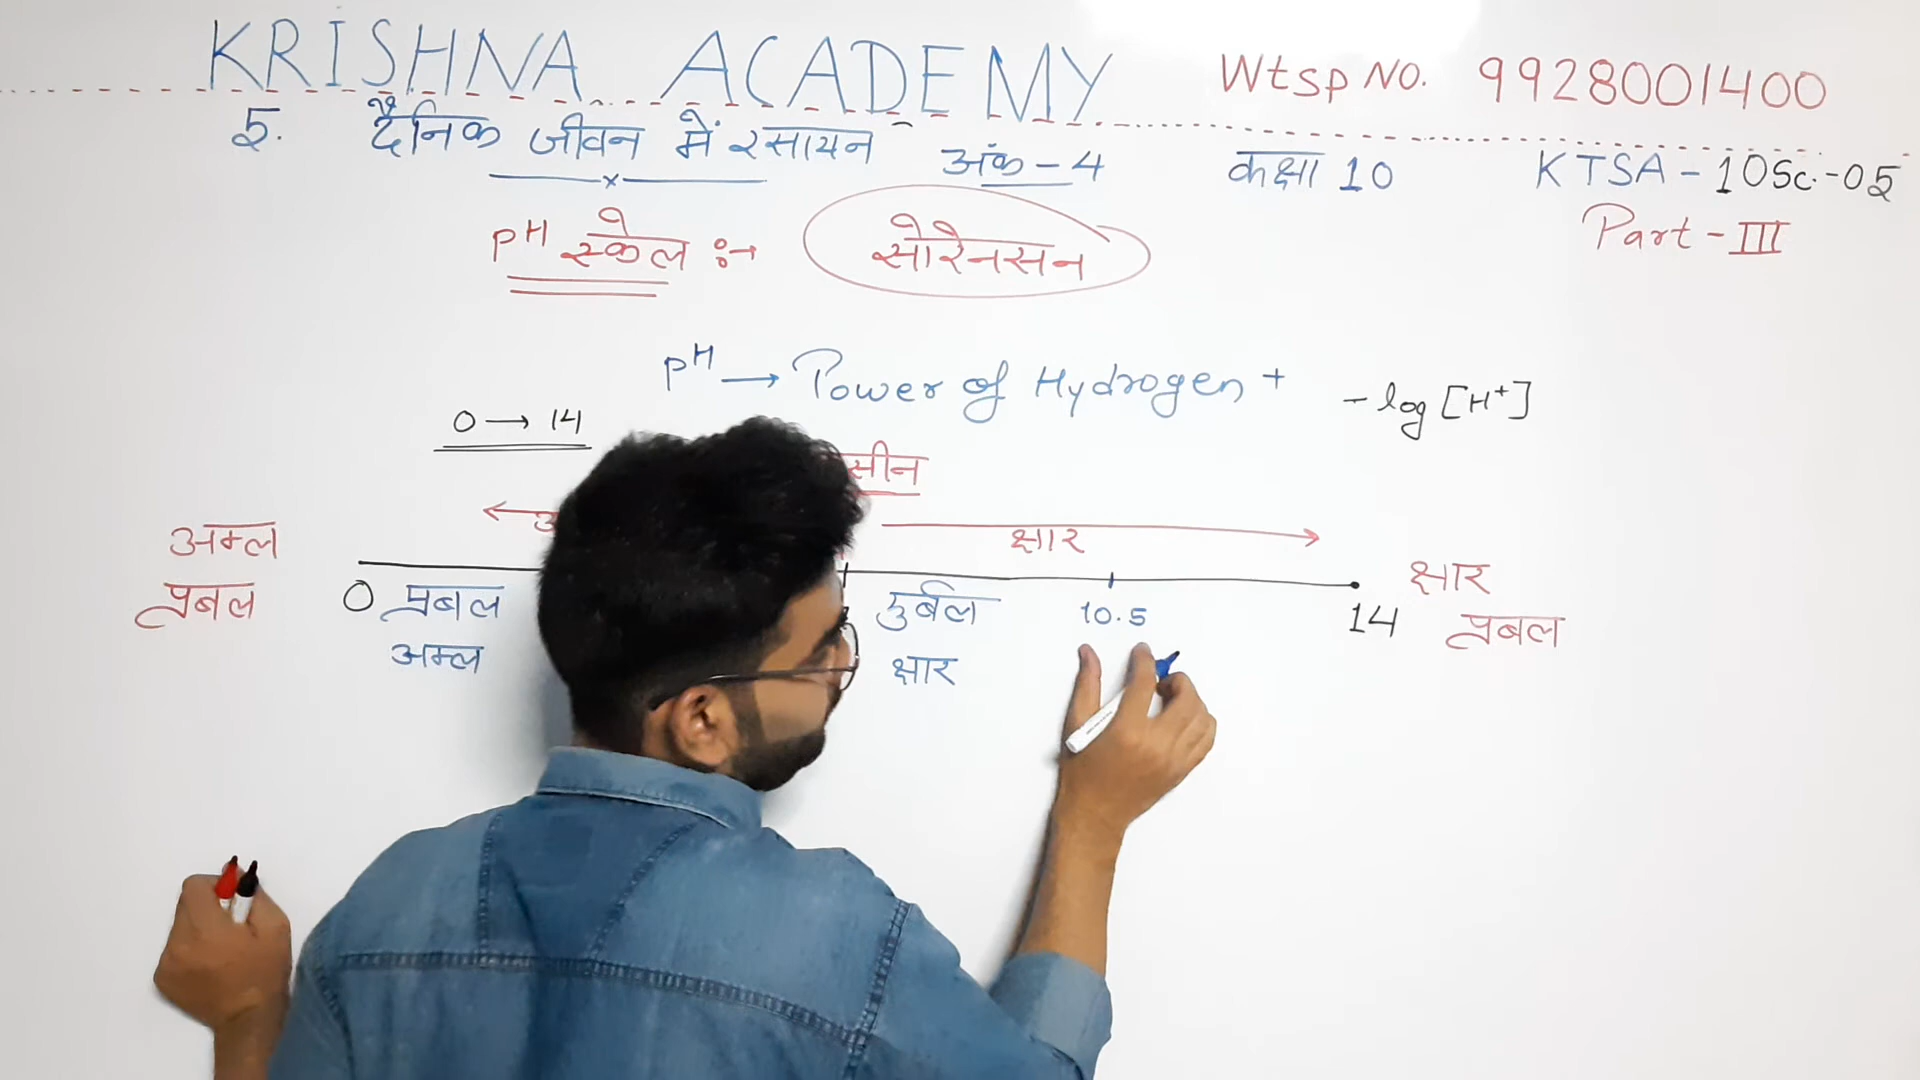 KRISHNA ACADEMY
Wtsp NO. 9928001400
5. दैनिक जीवन में रसायन अंक - 4 कक्षा 10 KTSA - 10Sc. - 05
Part - III
pH स्केल :→ सोरेनसन
pH → Power of Hydrogen + - log [H+]
0 → 14
क्षार
अम्ल क्षार
प्रबल 0 प्रबल दुर्बल 10.5 14 प्रबल
अम्ल क्षार